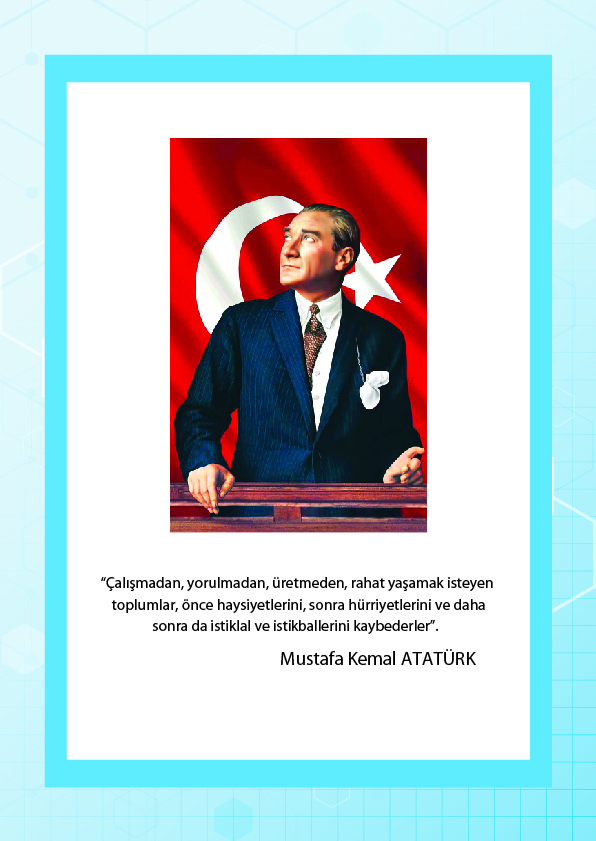 “Çalışmadan, yorulmadan, üretmeden, rahat yaşamak isteyen
toplumlar, önce haysiyetlerini, sonra hürriyetlerini ve daha
sonra da istiklal ve istikballerini kaybederler”.
Mustafa Kemal ATATÜRK